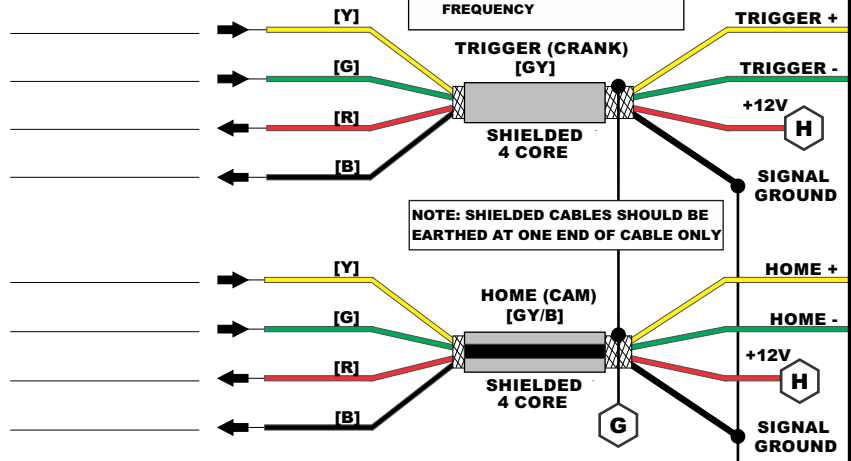 FREQUENCY
[Y]
TRIGGER +
TRIGGER (CRANK)
[GY]
[G]
TRIGGER -
+12V
H
[R]
SHIELDED
4 CORE
[B]
SIGNAL
GROUND
NOTE: SHIELDED CABLES SHOULD BE
EARTHED AT ONE END OF CABLE ONLY
[Y]
HOME +
HOME (CAM)
[GY/B]
[G]
HOME -
+12V
H
[R]
SHIELDED
4 CORE
[B]
G
SIGNAL
GROUND